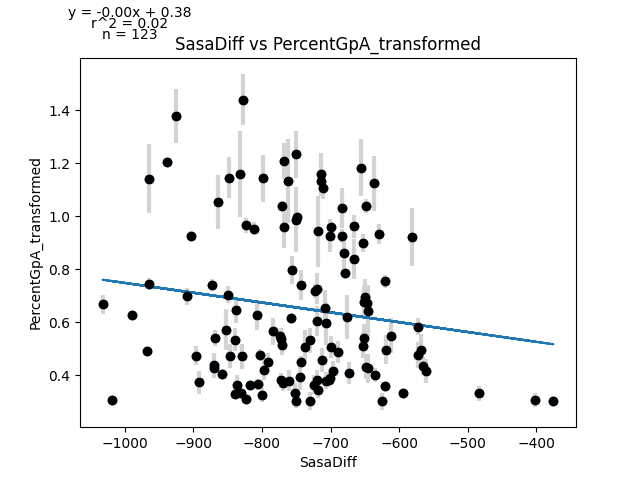 y = -0.00x + 0.38
r^2 = 0.02
n = 123
SasaDiff vs PercentGpA_transformed
PercentGpA_transformed
1.4
1.2
1.0
0.8
0.6
0.4
−1000 −900 −800 −700 −600 −500 −400
SasaDiff